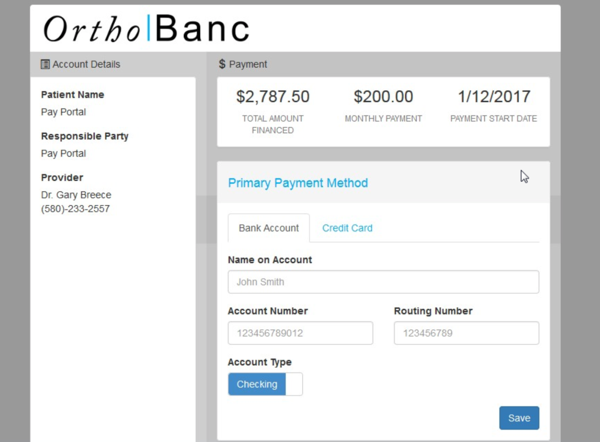 Ortho|Banc
Account Details
Patient Name
Pay Portal
Responsible Party
Pay Portal
Provider
Dr. Gary Breece
(580)-233-2557
$ Payment
$2,787.50
TOTAL AMOUNT
FINANCED
$200.00
MONTHLY PAYMENT
1/12/2017
PAYMENT START DATE
Primary Payment Method
Bank Account
Credit Card
Name on Account
John Smith
Account Number
Routing Number
123456789012
123456789
Account Type
Checking
Save